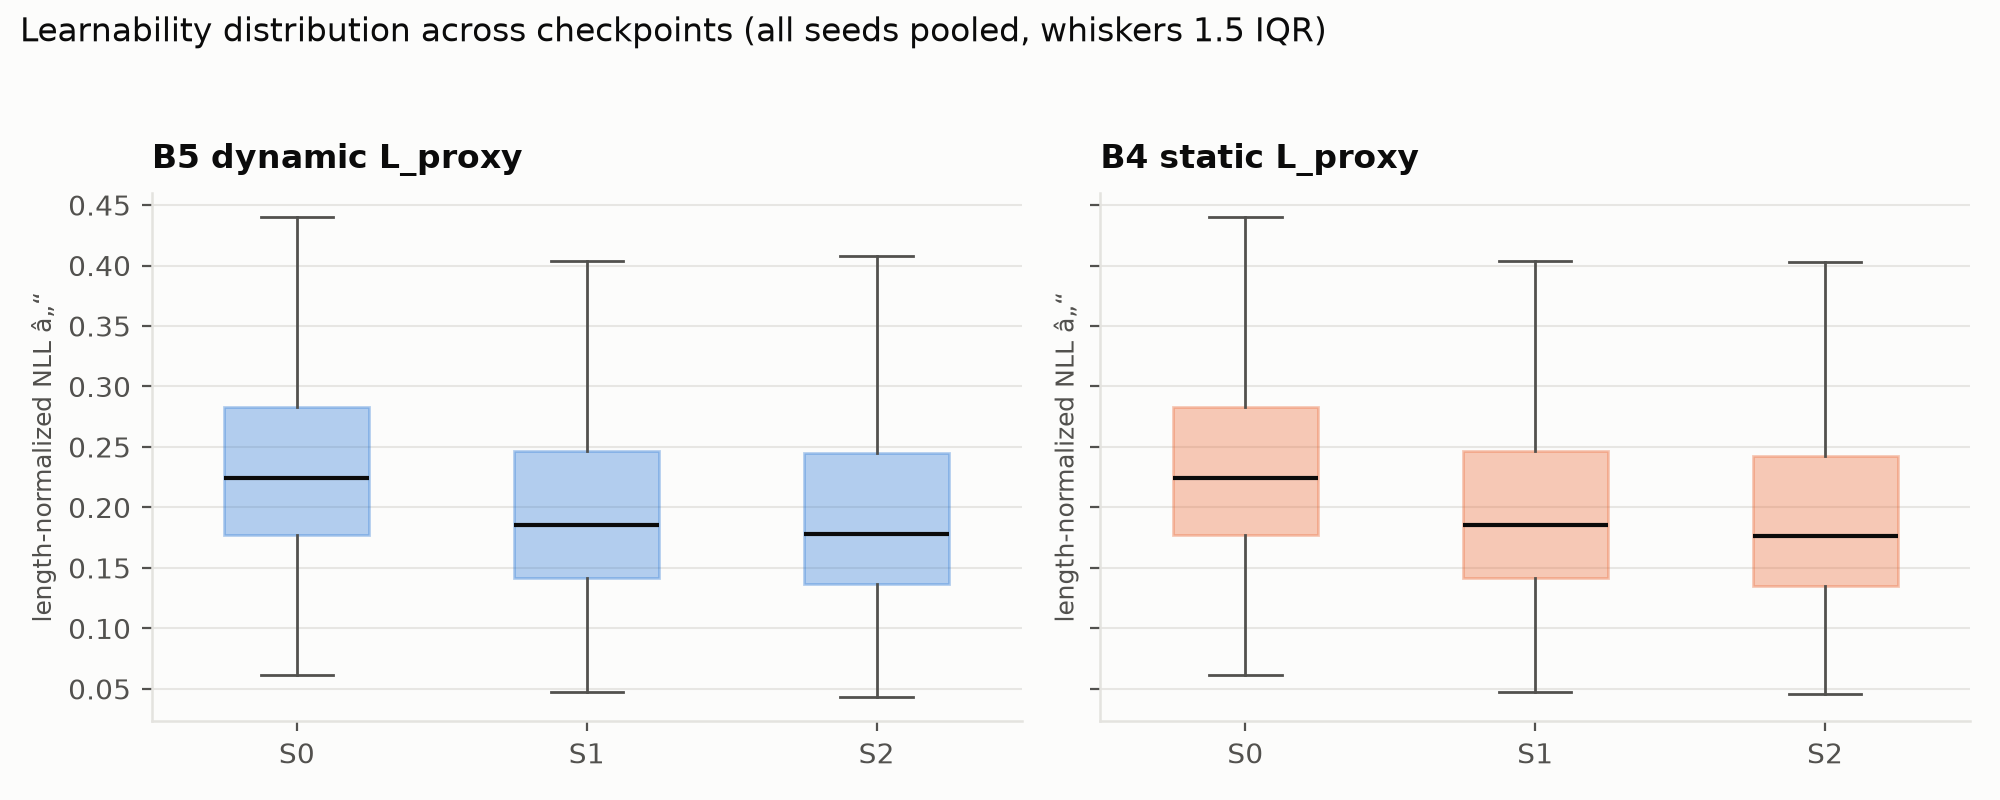 Learnability distribution across checkpoints (all seeds pooled, whiskers 1.5 IQR)
B5 dynamic L_proxy
length-normalized NLL â„“
0.45
0.40
0.35
0.30
0.25
0.20
0.15
0.10
0.05
S0 S1 S2
B4 static L_proxy
length-normalized NLL â„“
S0 S1 S2